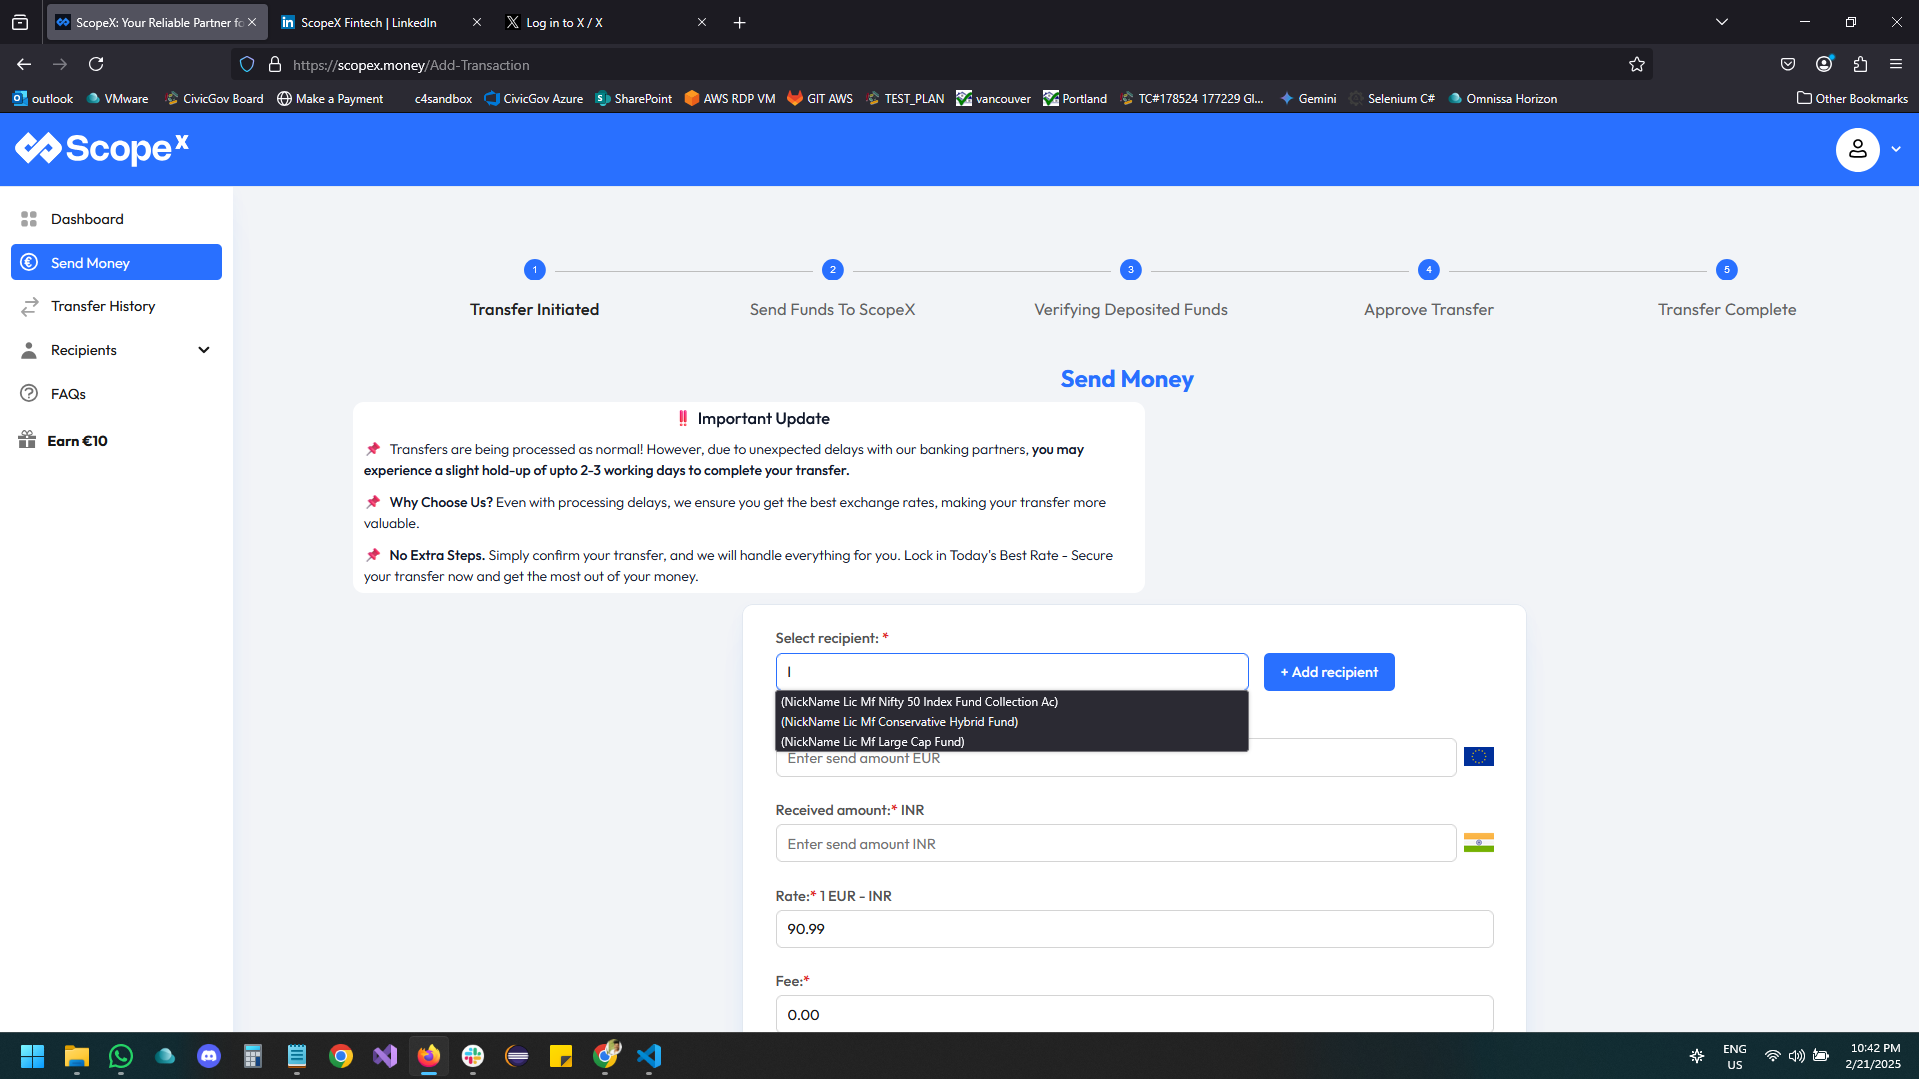 ScopeX: Your Reliable Partner fo
ScopeX Fintech | LinkedIn
Log in to X / X
https://scopex.money/Add-Transaction
outlook
VMware
CivicGov Board
Make a Payment
c4sandbox
CivicGov Azure
SharePoint
AWS RDP VM
GIT AWS
TEST_PLAN
vancouver
Portland
TC#178524 177229 Gl...
Gemini
Selenium C#
Omnissa Horizon
Other Bookmarks
Scope X
Dashboard
Send Money
Transfer History
Recipients
FAQs
Earn €10
1
2
3
4
5
Transfer Initiated
Send Funds To ScopeX
Verifying Deposited Funds
Approve Transfer
Transfer Complete
Send Money
‼ Important Update
📌 Transfers are being processed as normal! However, due to unexpected delays with our banking partners, you may
experience a slight hold-up of upto 2-3 working days to complete your transfer.
📌 Why Choose Us? Even with processing delays, we ensure you get the best exchange rates, making your transfer more
valuable.
📌 No Extra Steps. Simply confirm your transfer, and we will handle everything for you. Lock in Today's Best Rate - Secure
your transfer now and get the most out of your money.
Select recipient: *
l
+ Add recipient
(NickName Lic Mf Nifty 50 Index Fund Collection Ac)
(NickName Lic Mf Conservative Hybrid Fund)
(NickName Lic Mf Large Cap Fund)
Enter send amount EUR
Received amount:* INR
Enter send amount INR
Rate:* 1 EUR - INR
90.99
Fee:*
0.00
ENG
US
10:42 PM
2/21/2025